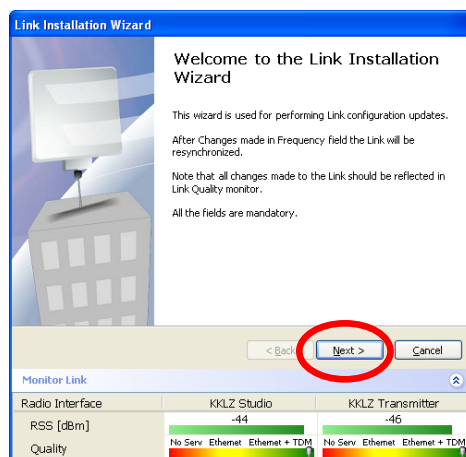 Link Installation Wizard
Welcome to the Link Installation
Wizard
This wizard is used for performing Link configuration updates.
After Changes made in Frequency field the Link will be
resynchronized.
Note that all changes made to the Link should be reflected in
Link Quality monitor.
All the fields are mandatory.
< Back Next > Cancel
Monitor Link
Radio Interface KKLZ Studio KKLZ Transmitter
RSS [dBm] -44 -46
Quality No Serv Ethernet Ethernet + TDM No Serv Ethernet Ethernet + TDM